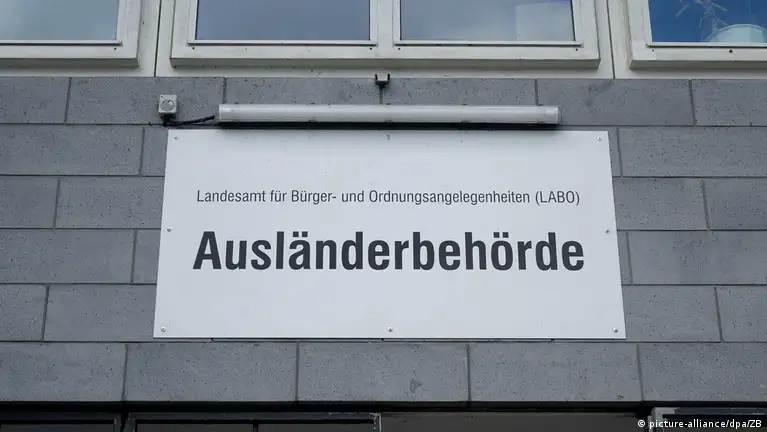 Landesamt für Bürger- und Ordnungsangelegenheiten (LABO)
Ausländerbehörde
© picture-alliance/dpa/ZB